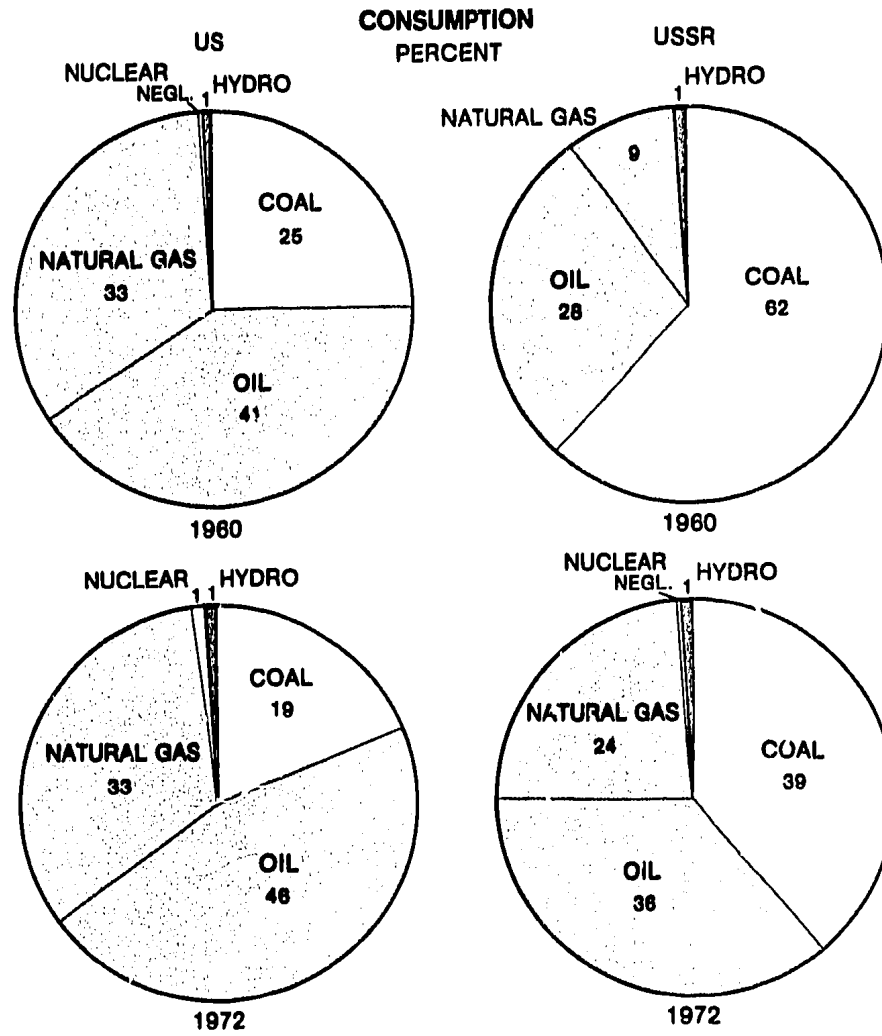 CONSUMPTION
PERCENT
US
NUCLEAR
NEGL.
1
HYDRO
COAL
25
NATURAL GAS
33
OIL
41
1960
USSR
1
HYDRO
NATURAL GAS
9
OIL
28
COAL
62
1960
NUCLEAR
1
1
HYDRO
COAL
19
NATURAL GAS
33
OIL
46
1972
NUCLEAR
NEGL.
1
HYDRO
NATURAL GAS
24
COAL
39
OIL
36
1972